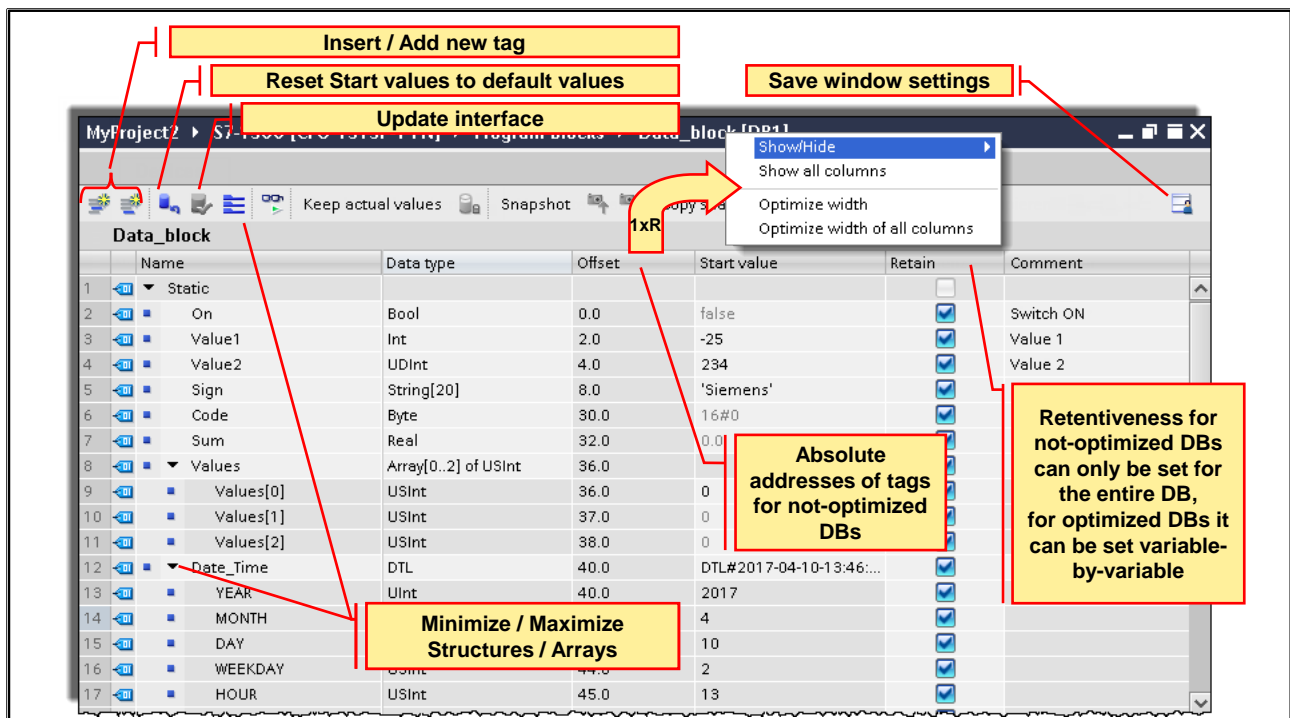 Insert / Add new tag
Reset Start values to default values
Save window settings
Update interface
MyProject2
Show/Hide
Show all columns
Optimize width
Optimize width of all columns
Keep actual values
Snapshot
1xR
Data_block
Name Data type Offset Start value Retain Comment
1 Static
2 On Bool 0.0 false Switch ON
3 Value1 Int 2.0 -25 Value 1
4 Value2 UDInt 4.0 234 Value 2
5 Sign String[20] 8.0 'Siemens'
6 Code Byte 30.0 16#0
7 Sum Real 32.0 0.0
8 Values Array[0..2] of USInt 36.0
9 Values[0] USInt 36.0 0
10 Values[1] USInt 37.0 0
11 Values[2] USInt 38.0 0
12 Date_Time DTL 40.0 DTL#2017-04-10-13:46:...
13 YEAR UInt 40.0 2017
14 MONTH 4
15 DAY 10
16 WEEKDAY USInt 44.0 2
17 HOUR USInt 45.0 13
Absolute
addresses of tags
for not-optimized
DBs
Retentiveness for
not-optimized DBs
can only be set for
the entire DB,
for optimized DBs it
can be set variable-
by-variable
Minimize / Maximize
Structures / Arrays